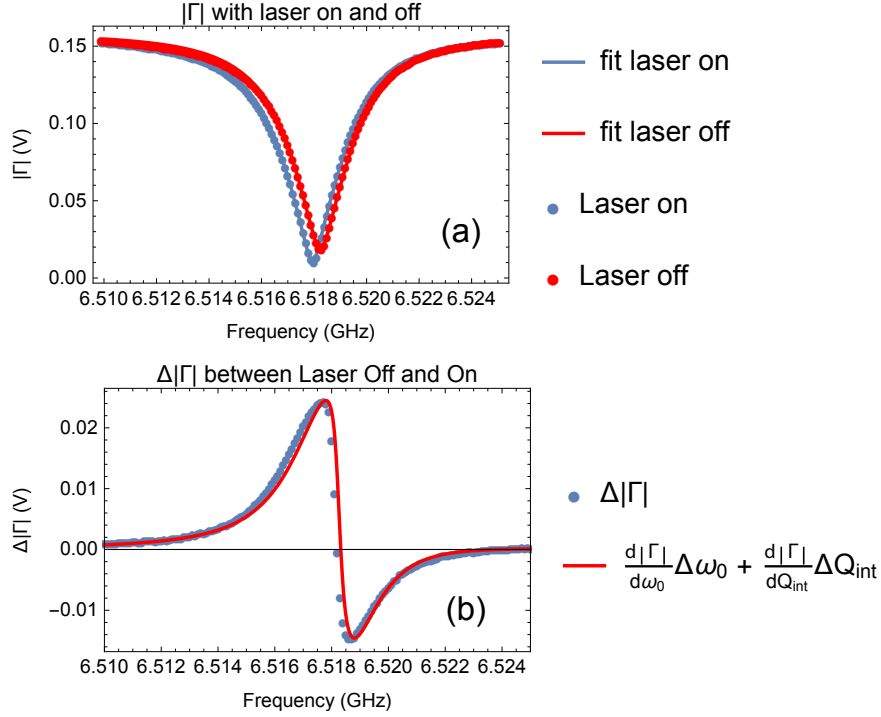 |Γ| with laser on and off
0.15
0.10
0.05
0.00
|Γ| (V)
(a)
6.510 6.512 6.514 6.516 6.518 6.520 6.522 6.524
Frequency (GHz)
fit laser on
fit laser off
Laser on
Laser off
Δ|Γ| between Laser Off and On
0.02
0.01
0.00
−0.01
Δ|Γ| (V)
(b)
6.510 6.512 6.514 6.516 6.518 6.520 6.522 6.524
Frequency (GHz)
Δ|Γ|
d|Γ|/dω₀ Δω₀ + d|Γ|/dQ_int ΔQ_int